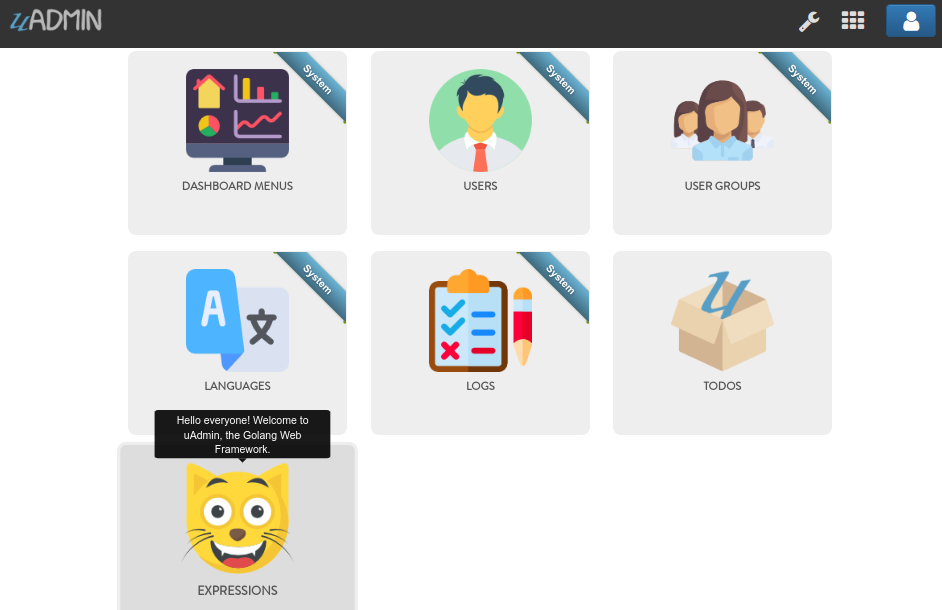 uADMIN
System
System
System
DASHBOARD MENUS
USERS
USER GROUPS
System
System
A 文
u
LANGUAGES
LOGS
TODOS
Hello everyone! Welcome to
uAdmin, the Golang Web
Framework.
EXPRESSIONS